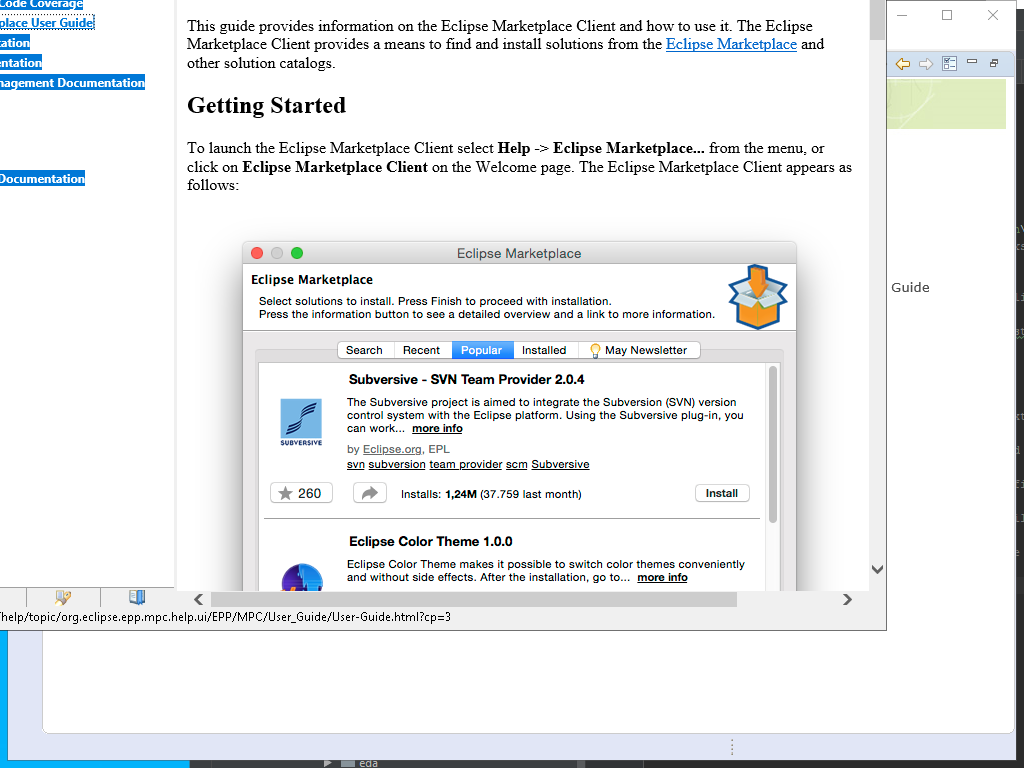 Code Coverage
place User Guide
tation
entation
nagement Documentation
Documentation
This guide provides information on the Eclipse Marketplace Client and how to use it. The Eclipse
Marketplace Client provides a means to find and install solutions from the Eclipse Marketplace and
other solution catalogs.
Getting Started
To launch the Eclipse Marketplace Client select Help -> Eclipse Marketplace... from the menu, or
click on Eclipse Marketplace Client on the Welcome page. The Eclipse Marketplace Client appears as
follows:
Eclipse Marketplace
Eclipse Marketplace
Select solutions to install. Press Finish to proceed with installation.
Press the information button to see a detailed overview and a link to more information.
Search Recent Popular Installed May Newsletter
Subversive - SVN Team Provider 2.0.4
The Subversive project is aimed to integrate the Subversion (SVN) version
control system with the Eclipse platform. Using the Subversive plug-in, you
can work... more info
SUBVERSIVE
by Eclipse.org, EPL
svn subversion team provider scm Subversive
260 Installs: 1,24M (37.759 last month) Install
Eclipse Color Theme 1.0.0
Eclipse Color Theme makes it possible to switch color themes conveniently
and without side effects. After the installation, go to... more info
/help/topic/org.eclipse.epp.mpc.help.ui/EPP/MPC/User_Guide/User-Guide.html?cp=3
Guide
eda